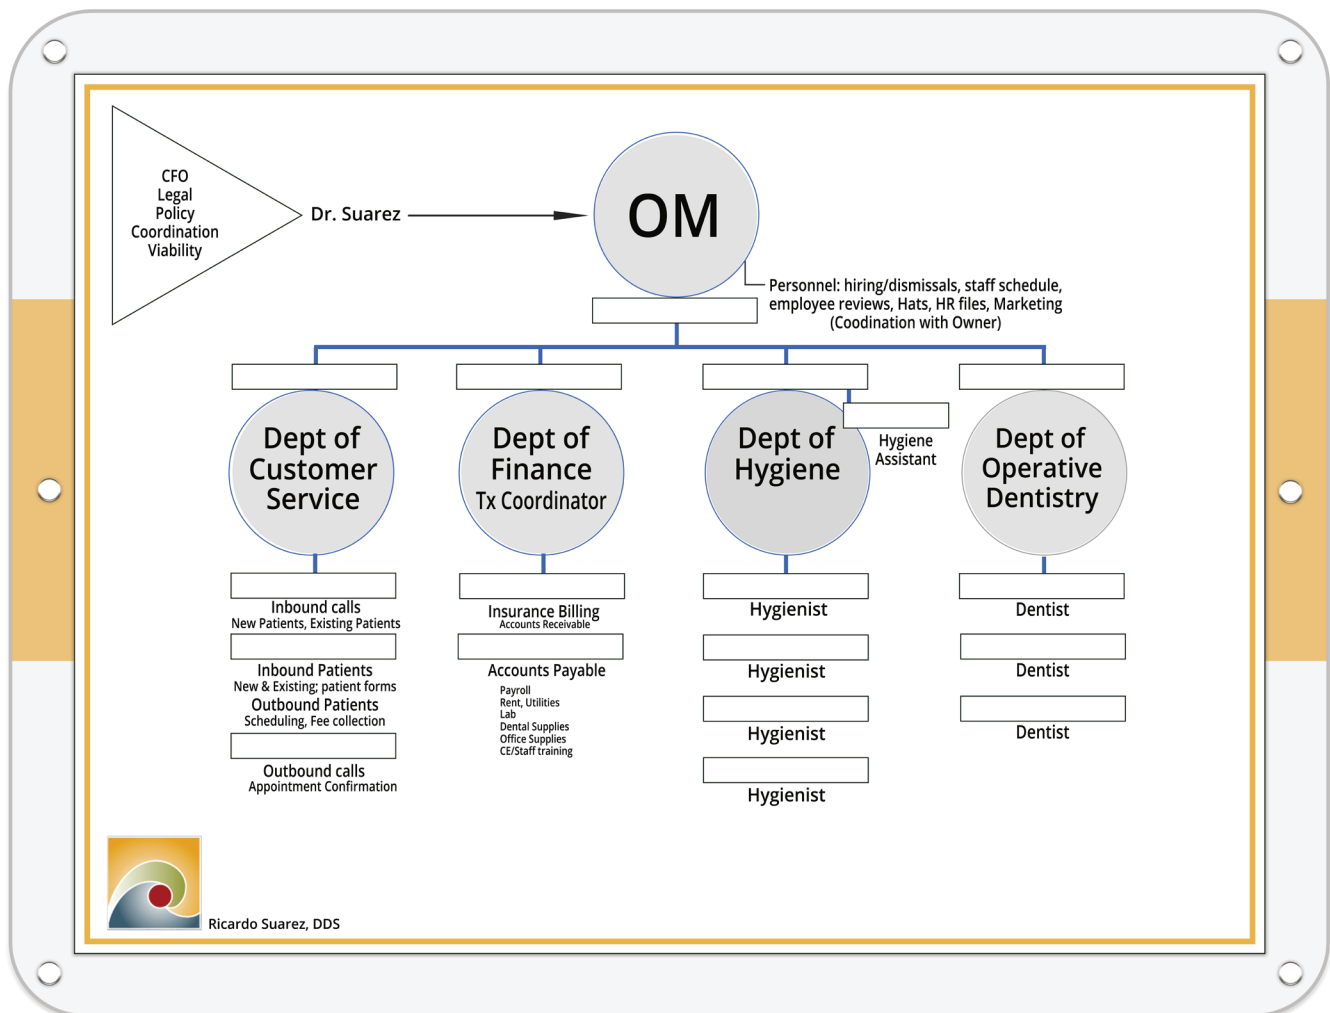 CFO
Legal
Policy
Coordination
Viability
Dr. Suarez
OM
Personnel: hiring/dismissals, staff schedule,
employee reviews, Hats, HR files, Marketing
(Coodination with Owner)
Dept of
Customer
Service
Dept of
Finance
Tx Coordinator
Dept of
Hygiene
Hygiene
Assistant
Dept of
Operative
Dentistry
Inbound calls
New Patients, Existing Patients
Inbound Patients
New & Existing; patient forms
Outbound Patients
Scheduling, Fee collection
Outbound calls
Appointment Confirmation
Insurance Billing
Accounts Receivable
Accounts Payable
Payroll
Rent, Utilities
Lab
Dental Supplies
Office Supplies
CE/Staff training
Hygienist
Hygienist
Hygienist
Hygienist
Dentist
Dentist
Dentist
Ricardo Suarez, DDS